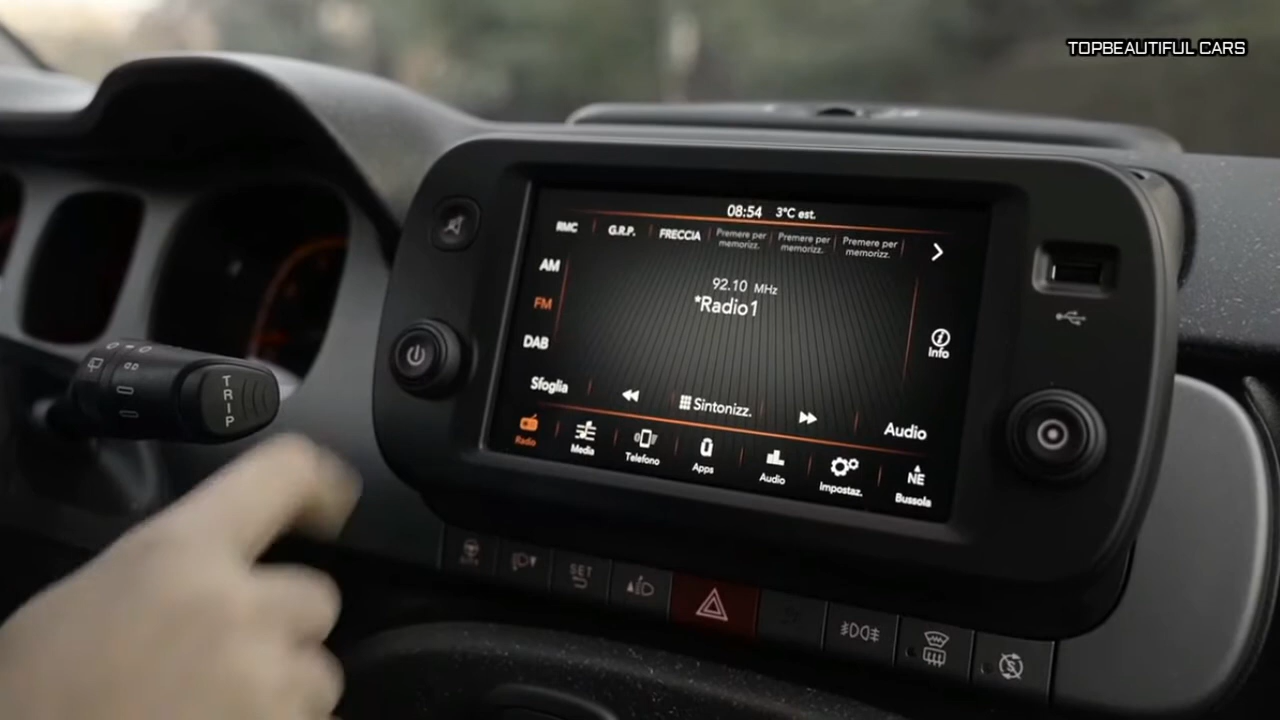 TOPBEAUTIFUL CARS
08:54 3°C est.
RMC G.R.P. FRECCIA Premere per memorizz. Premere per memorizz. Premere per memorizz.
AM
92.10 MHz
*Radio1
FM
DAB
Info
Sfoglia
Sintonizz.
Audio
Radio Media Telefono Apps Audio Impostaz. NE Bussola
TRIP
SET